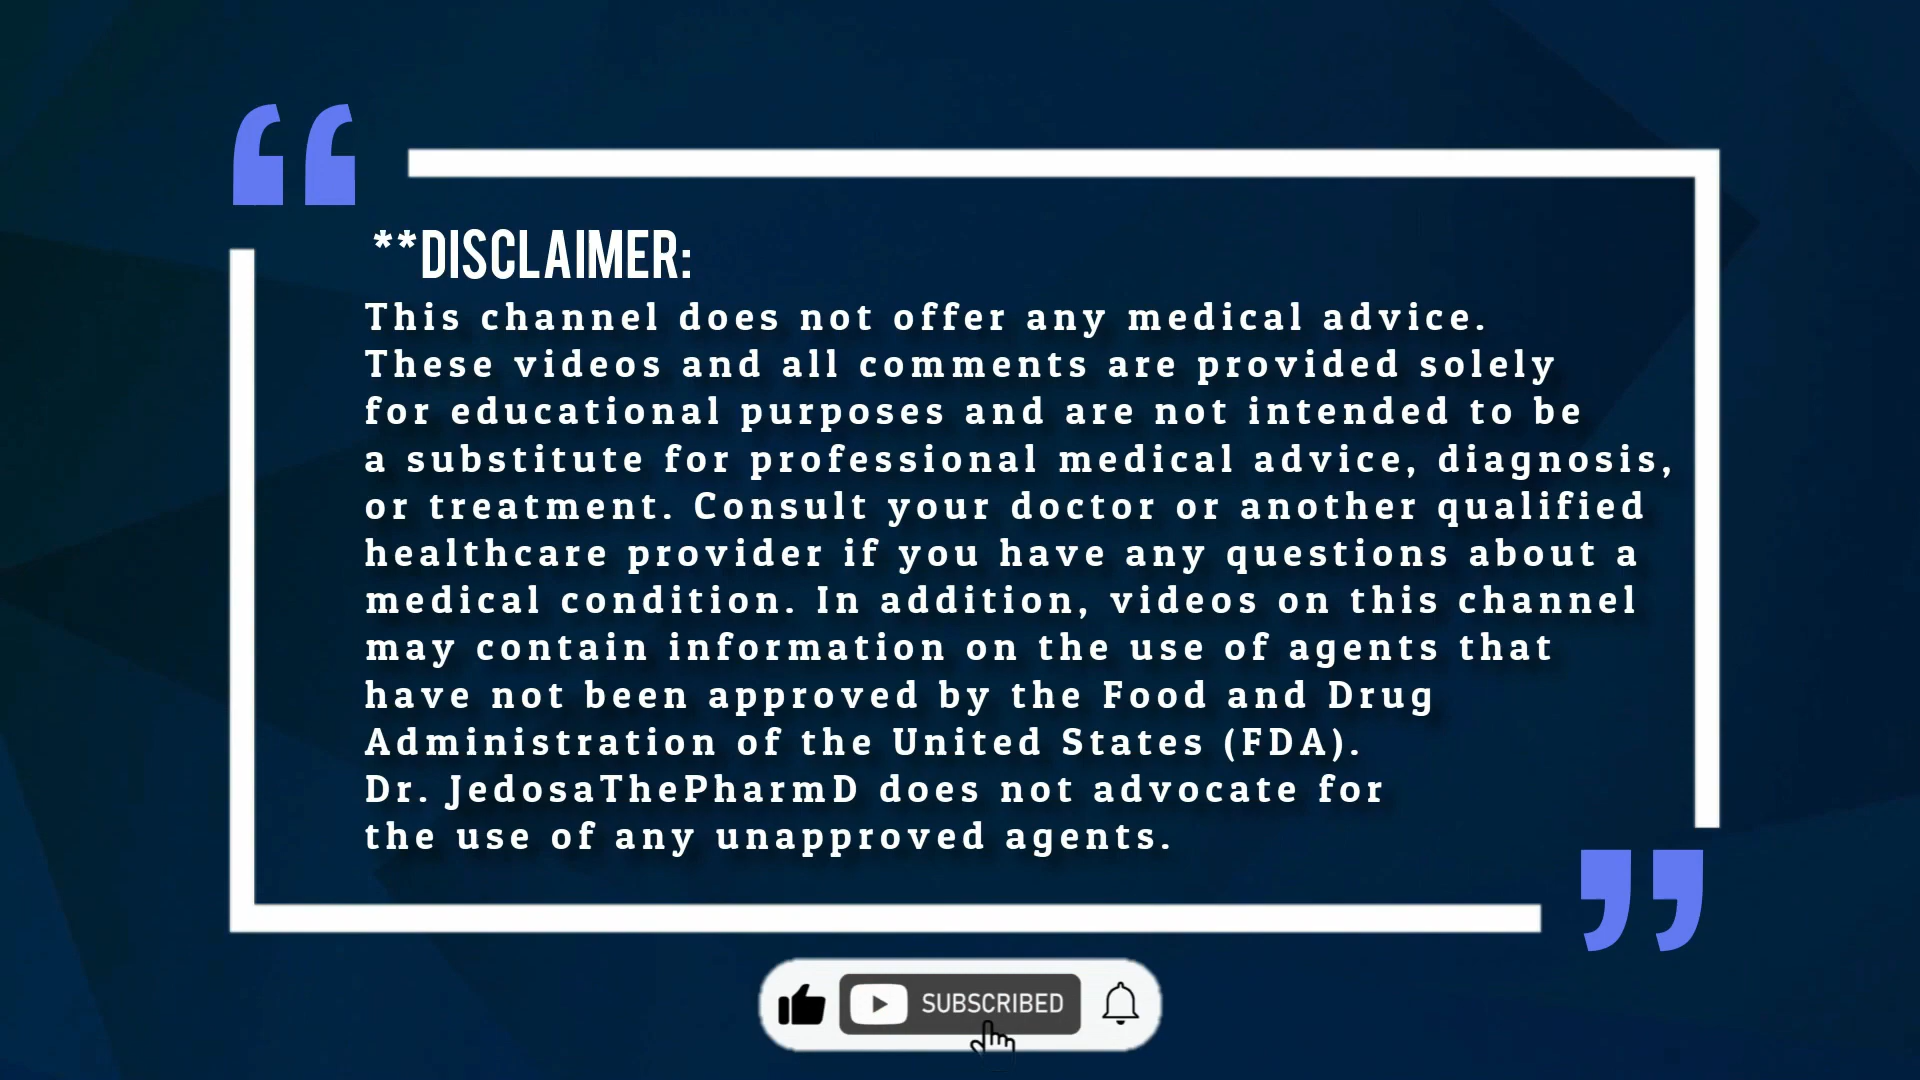 **DISCLAIMER:
This channel does not offer any medical advice.
These videos and all comments are provided solely
for educational purposes and are not intended to be
a substitute for professional medical advice, diagnosis,
or treatment. Consult your doctor or another qualified
healthcare provider if you have any questions about a
medical condition. In addition, videos on this channel
may contain information on the use of agents that
have not been approved by the Food and Drug
Administration of the United States (FDA).
Dr. JedosaThePharmD does not advocate for
the use of any unapproved agents.
SUBSCRIBED